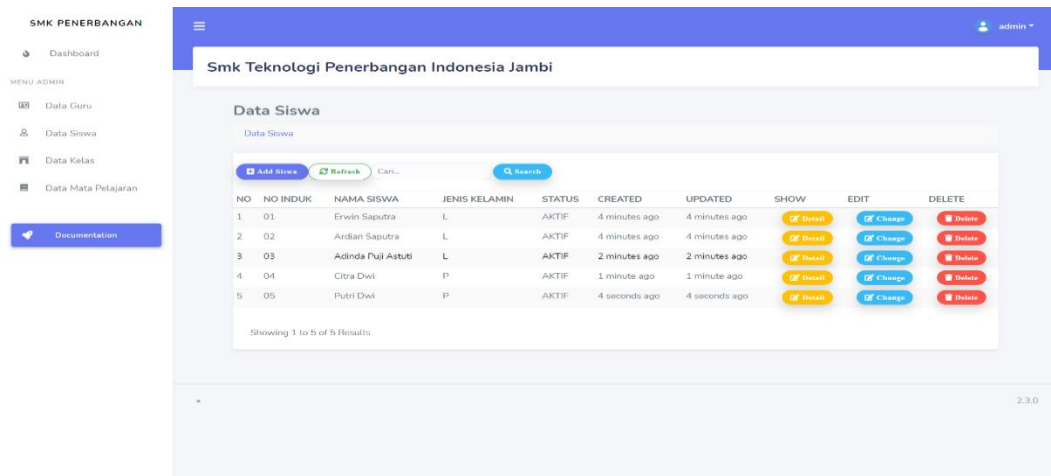 SMK PENERBANGAN
Dashboard
MENU ADMIN
Data Guru
Data Siswa
Data Kelas
Data Mata Pelajaran
Documentation
admin
Smk Teknologi Penerbangan Indonesia Jambi
Data Siswa
Data Siswa
Add Siswa Refresh Cari... Search
NO NO INDUK NAMA SISWA JENIS KELAMIN STATUS CREATED UPDATED SHOW EDIT DELETE
1 01 Erwin Saputra L AKTIF 4 minutes ago 4 minutes ago Detail Change Delete
2 02 Ardian Saputra L AKTIF 4 minutes ago 4 minutes ago Detail Change Delete
3 03 Adinda Puji Astuti L AKTIF 2 minutes ago 2 minutes ago Detail Change Delete
4 04 Citra Dwi P AKTIF 1 minute ago 1 minute ago Detail Change Delete
5 05 Putri Dwi P AKTIF 4 seconds ago 4 seconds ago Detail Change Delete
Showing 1 to 5 of 5 Results
2.3.0